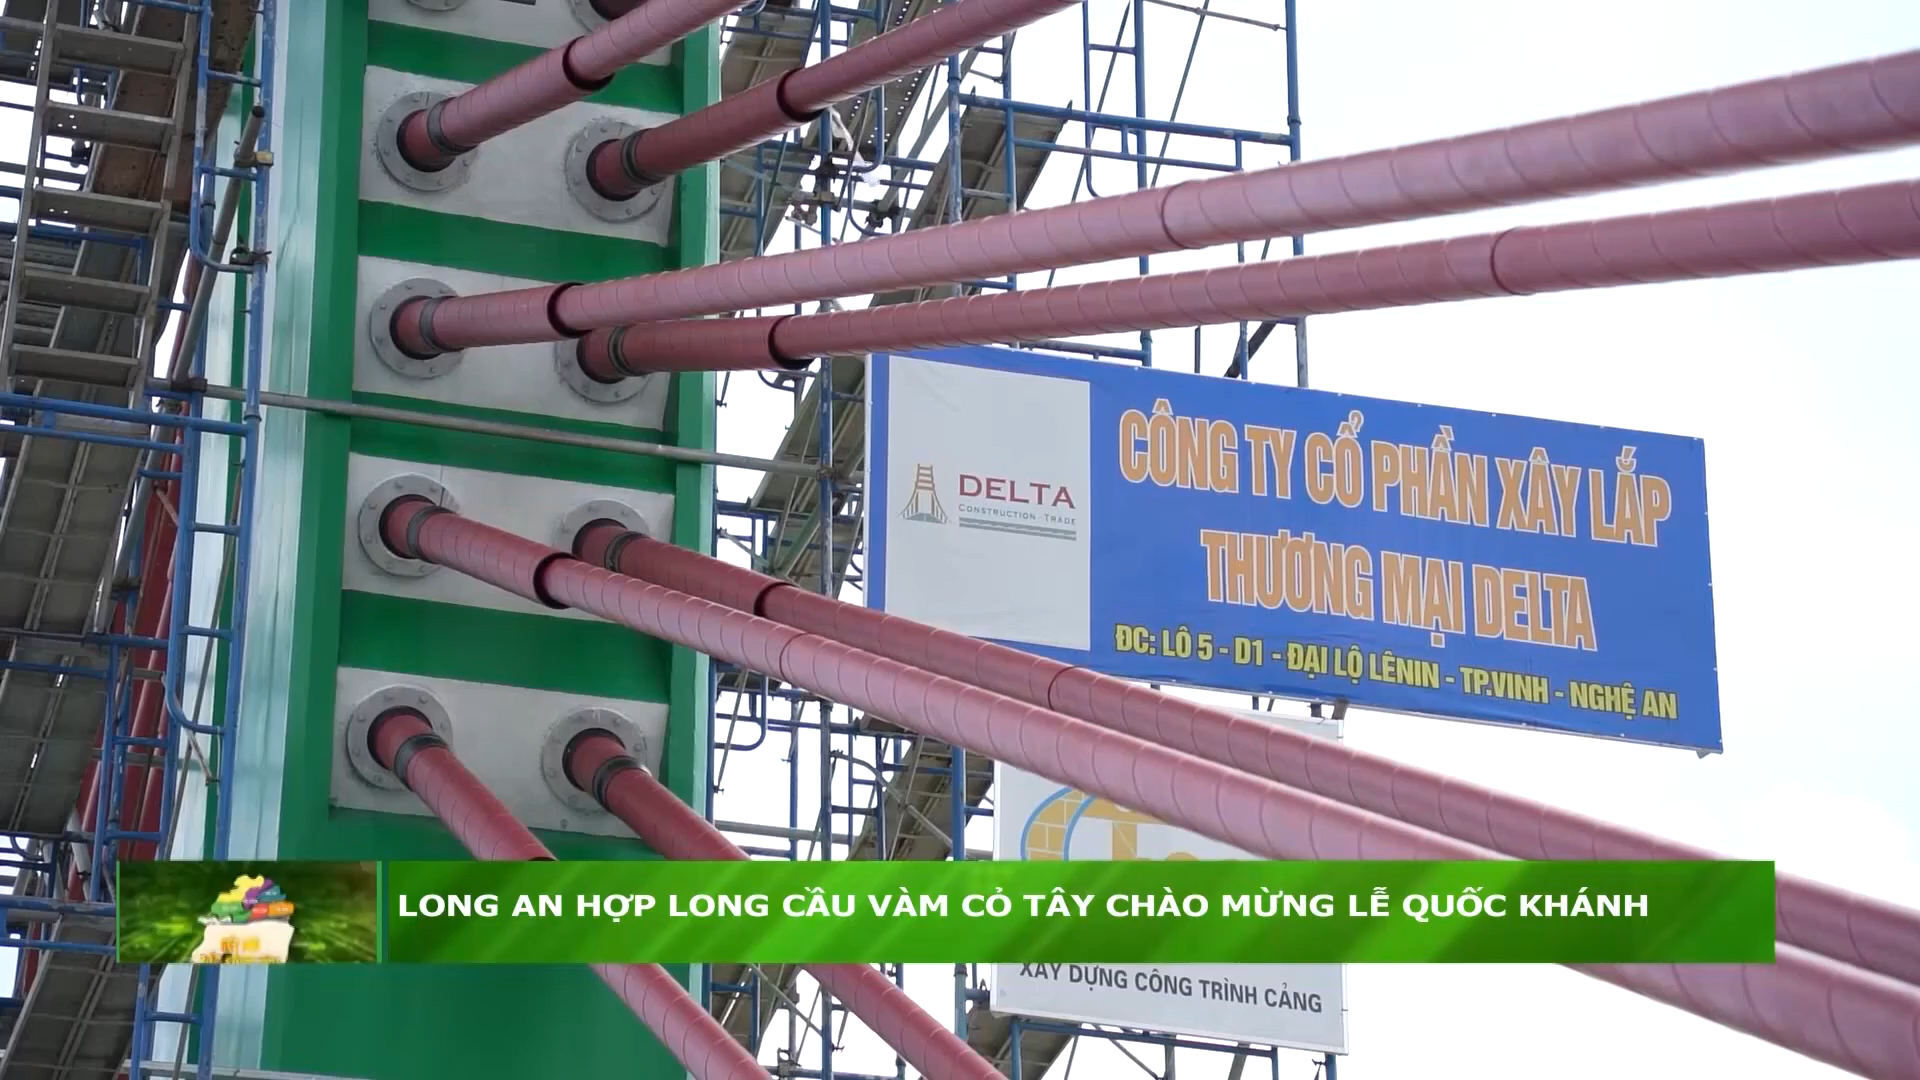 DELTA
CONSTRUCTION - TRADE
CÔNG TY CỔ PHẦN XÂY LẮP
THƯƠNG MẠI DELTA
ĐC: LÔ 5 - D1 - ĐẠI LỘ LÊNIN - TP.VINH - NGHỆ AN
LONG AN HỢP LONG CẦU VÀM CỎ TÂY CHÀO MỪNG LỄ QUỐC KHÁNH
XÂY DỰNG CÔNG TRÌNH CẢNG